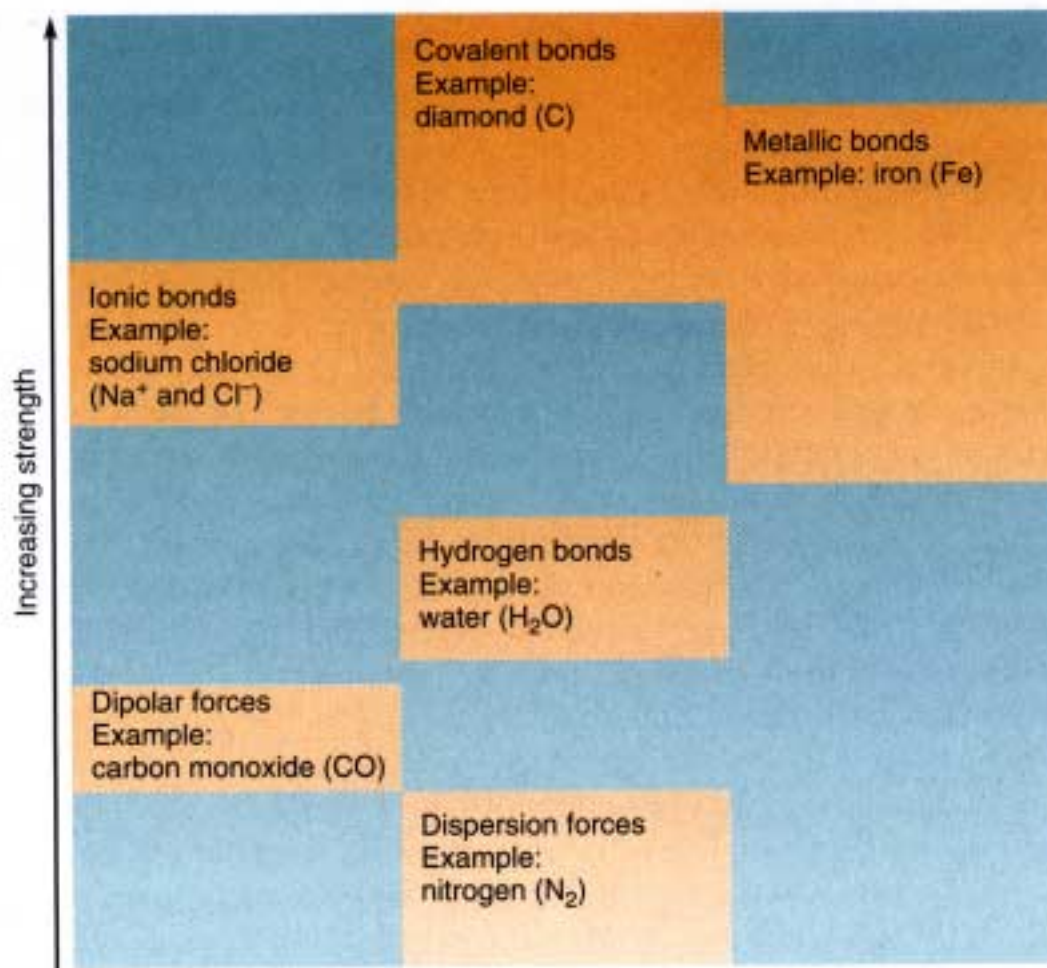 Increasing strength
Covalent bonds
Example:
diamond (C)
Metallic bonds
Example: iron (Fe)
Ionic bonds
Example:
sodium chloride
(Na⁺ and Cl⁻)
Hydrogen bonds
Example:
water (H₂O)
Dipolar forces
Example:
carbon monoxide (CO)
Dispersion forces
Example:
nitrogen (N₂)